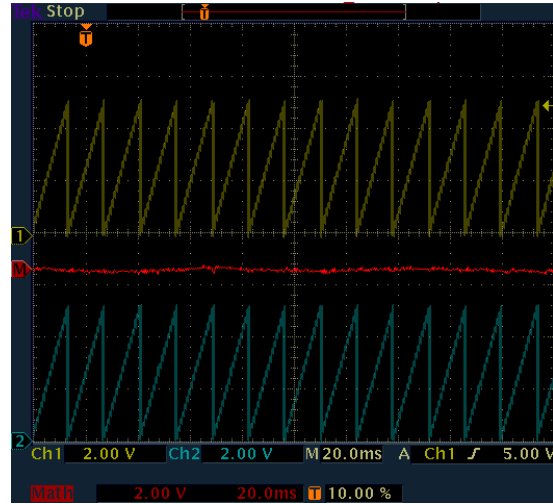 Tek Stop
T
T
1
M
2
Ch1 2.00 V Ch2 2.00 V M 20.0ms A Ch1 5.00 V
Math 2.00 V 20.0ms T 10.00 %